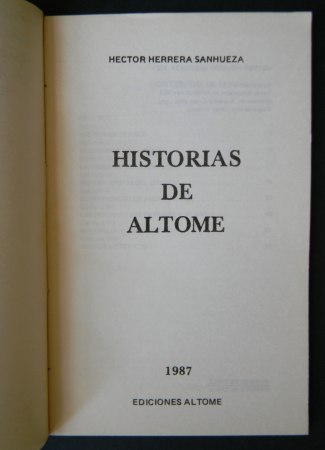 HECTOR HERRERA SANHUEZA
HISTORIAS
DE
ALTOME
1987
EDICIONES ALTOME